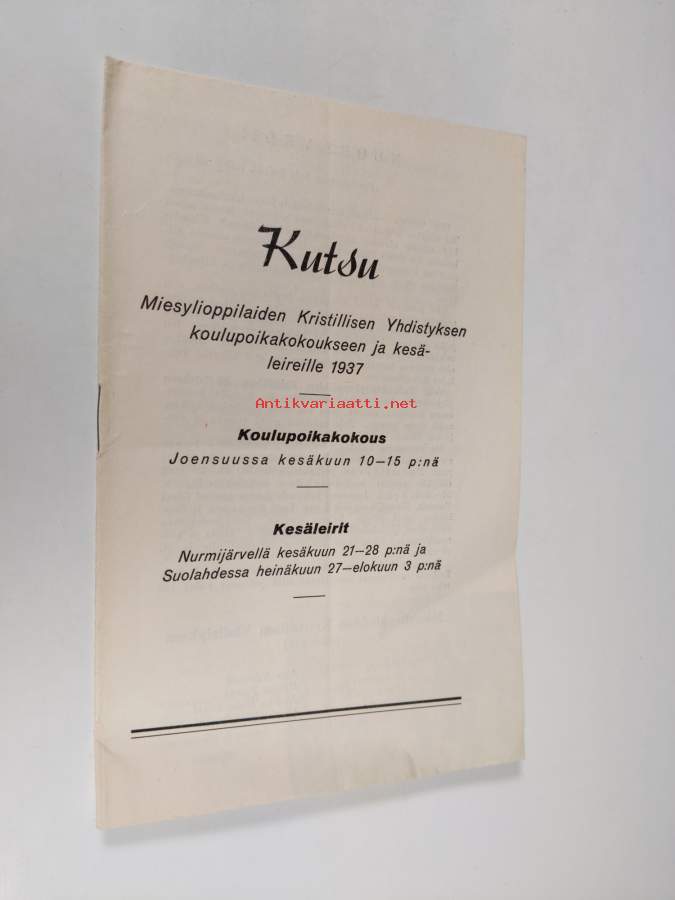 Kutsu
Miesylioppilaiden Kristillisen Yhdistyksen
koulupoikakokoukseen ja kesä-
leireille 1937
Antikvariaatti.net
Koulupoikakokous
Joensuussa kesäkuun 10—15 p:nä
Kesäleirit
Nurmijärvellä kesäkuun 21—28 p:nä ja
Suolahdessa heinäkuun 27—elokuun 3 p:nä